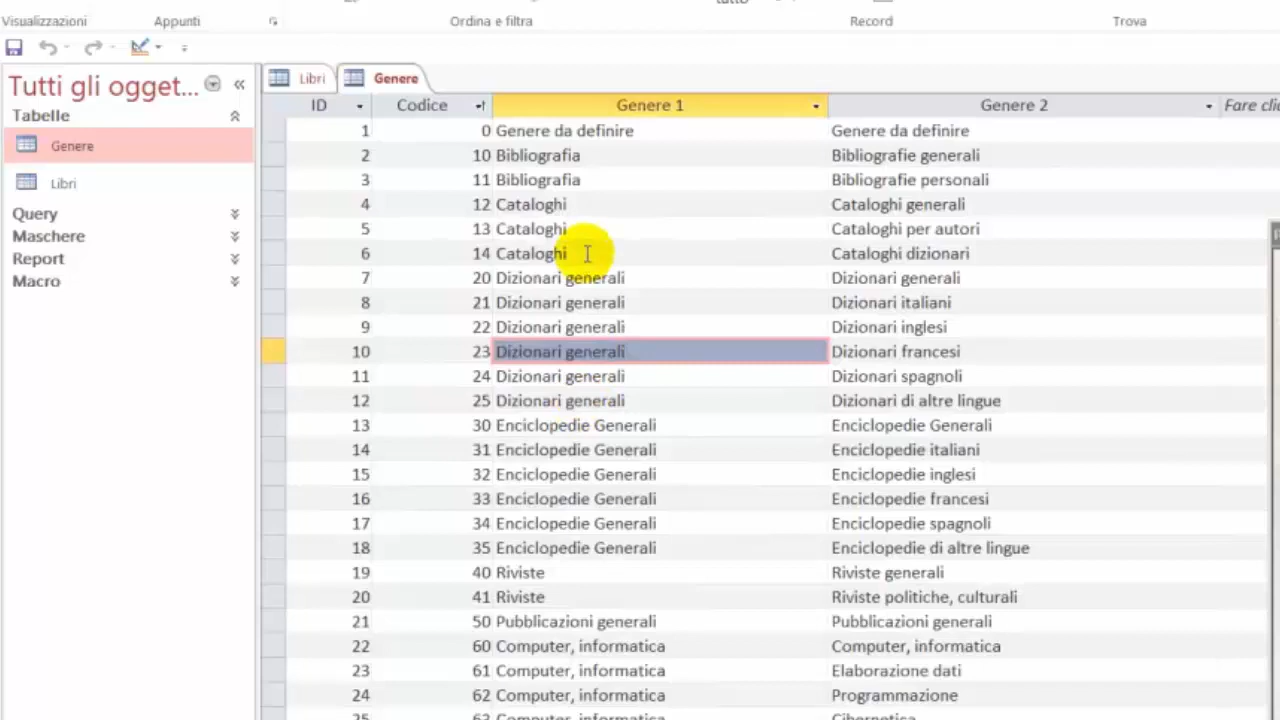 tutto
Visualizzazioni Appunti Ordina e filtra Record Trova
Tutti gli ogget... «
Tabelle
Genere
Libri
Query
Maschere
Report
Macro
Libri Genere
ID Codice Genere 1 Genere 2 Fare cli
1 0 Genere da definire Genere da definire
2 10 Bibliografia Bibliografie generali
3 11 Bibliografia Bibliografie personali
4 12 Cataloghi Cataloghi generali
5 13 Cataloghi Cataloghi per autori
6 14 Cataloghi Cataloghi dizionari
7 20 Dizionari generali Dizionari generali
8 21 Dizionari generali Dizionari italiani
9 22 Dizionari generali Dizionari inglesi
10 23 Dizionari generali Dizionari francesi
11 24 Dizionari generali Dizionari spagnoli
12 25 Dizionari generali Dizionari di altre lingue
13 30 Enciclopedie Generali Enciclopedie Generali
14 31 Enciclopedie Generali Enciclopedie italiani
15 32 Enciclopedie Generali Enciclopedie inglesi
16 33 Enciclopedie Generali Enciclopedie francesi
17 34 Enciclopedie Generali Enciclopedie spagnoli
18 35 Enciclopedie Generali Enciclopedie di altre lingue
19 40 Riviste Riviste generali
20 41 Riviste Riviste politiche, culturali
21 50 Pubblicazioni generali Pubblicazioni generali
22 60 Computer, informatica Computer, informatica
23 61 Computer, informatica Elaborazione dati
24 62 Computer, informatica Programmazione
25 63 Computer, informatica Cibernetica